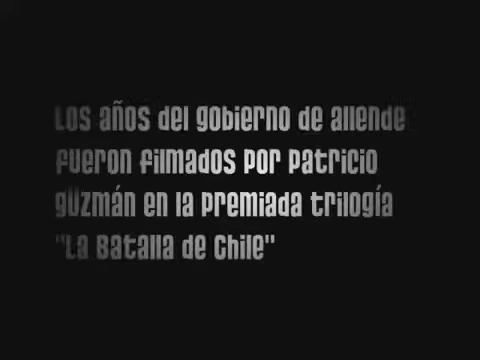 Los años del gobierno de allende
fueron filmados por Patricio
Guzmán en la premiada trilogía
"La Batalla de Chile"